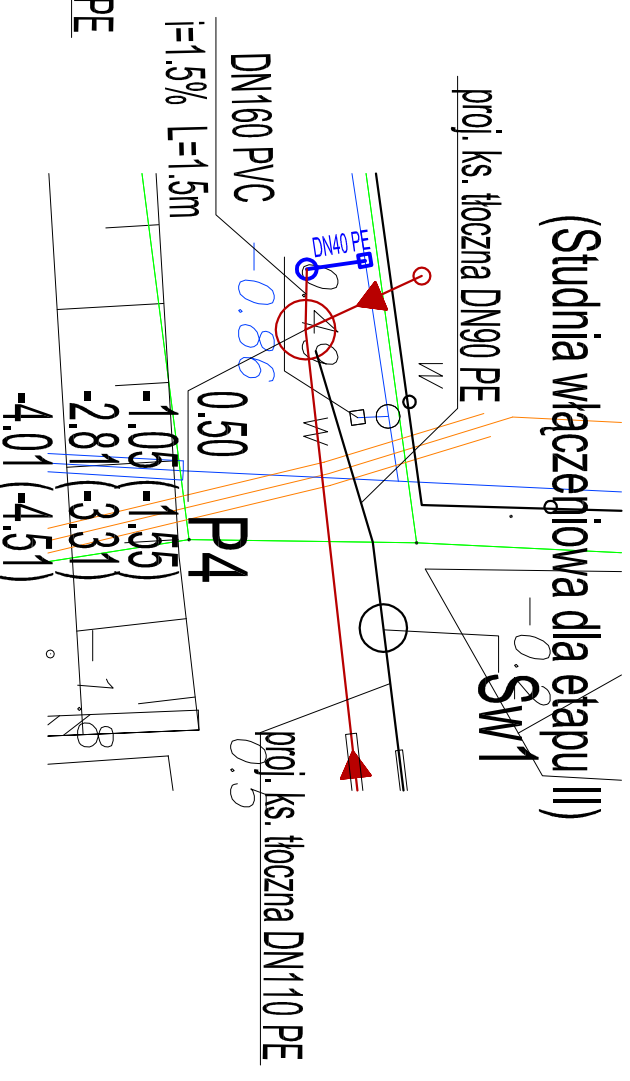 (Studnia włączeniowa dla etapu II)
Sw1
proj. ks. tłoczna DN90 PE
DN40 PE
DN160 PVC
i=1.5% L=1.5m
PE
-0.86
W
W
P4
0.50
-1.05 (-1.55)
-2.81 (-3.31)
-4.01 (-4.51)
proj. ks. tłoczna DN110 PE